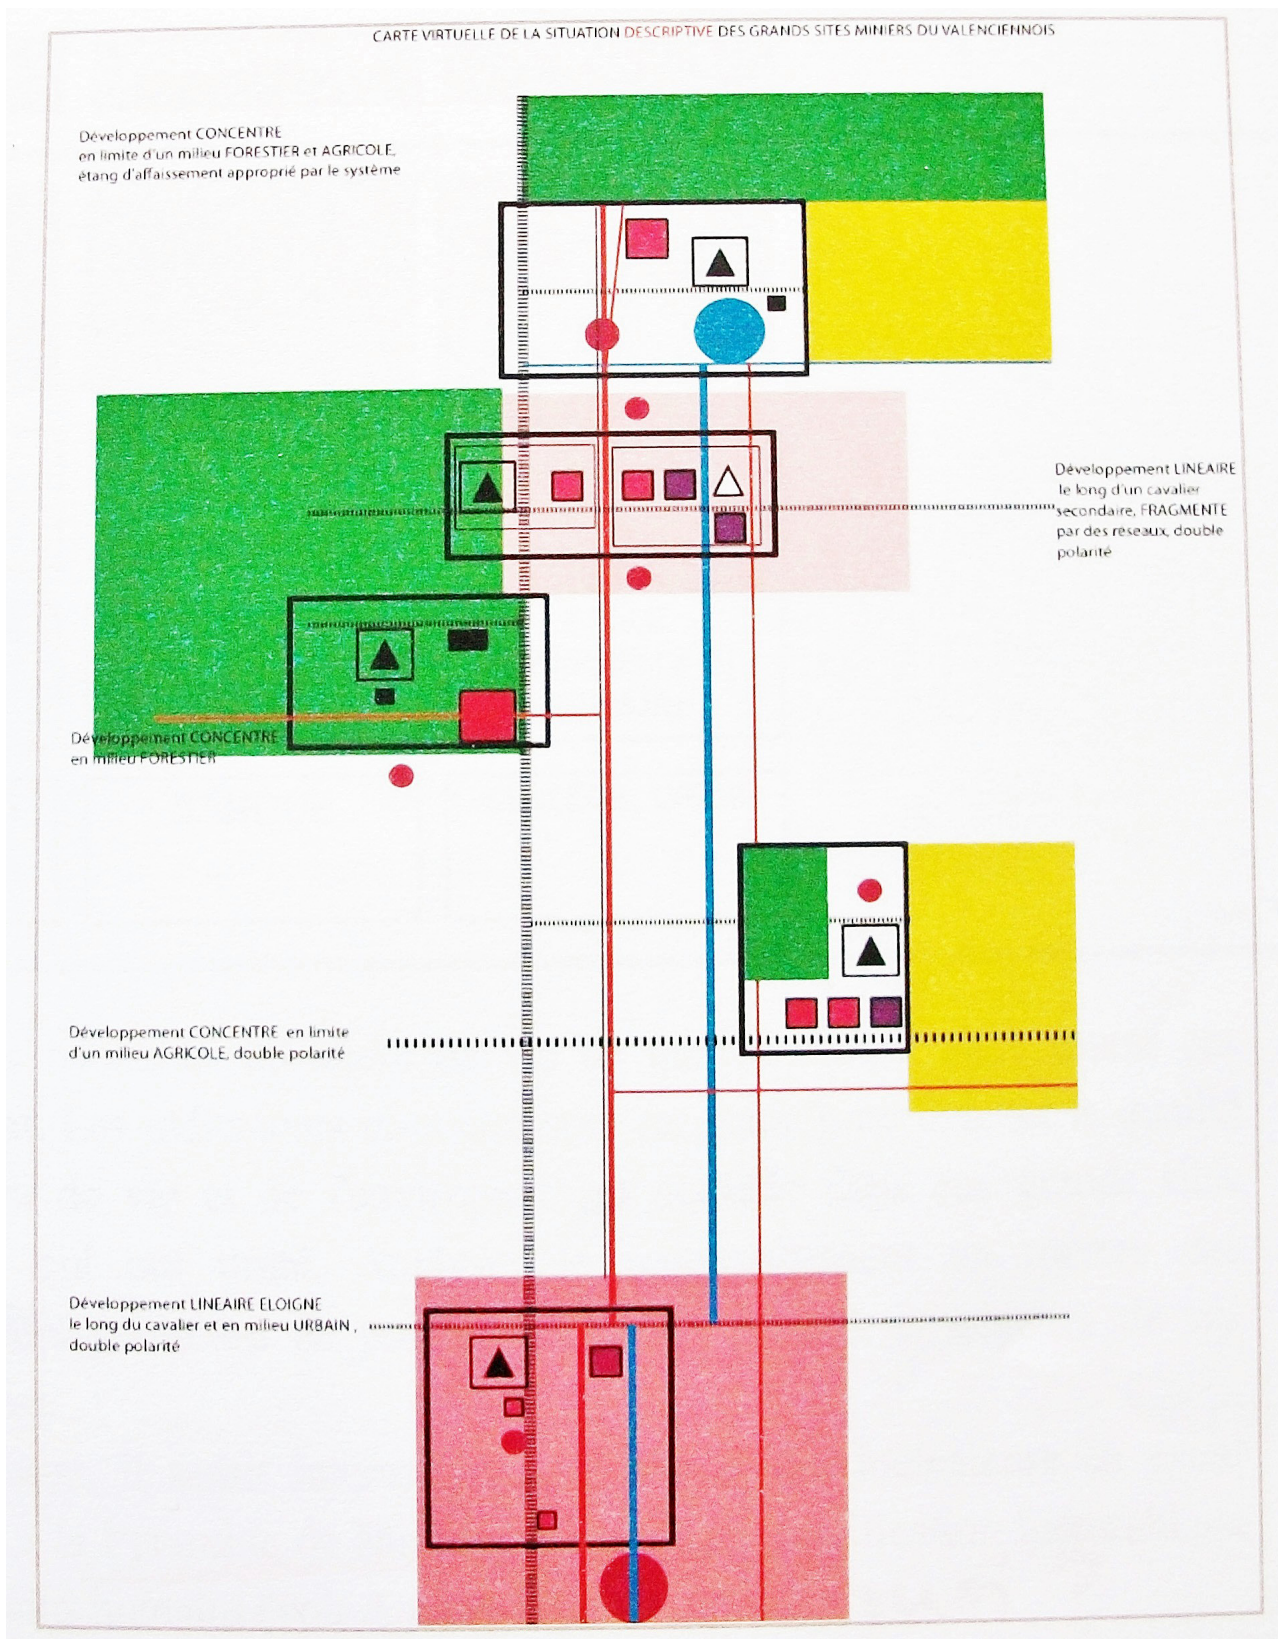 CARTE VIRTUELLE DE LA SITUATION DESCRIPTIVE DES GRANDS SITES MINIERS DU VALENCIENNOIS
Développement CONCENTRE
en limite d'un milieu FORESTIER et AGRICOLE,
étang d'affaissement approprié par le système
Développement LINEAIRE
le long d'un cavalier
secondaire, FRAGMENTE
par des réseaux, double
polarité
Développement CONCENTRE
en milieu FORESTIER
Développement CONCENTRE en limite
d'un milieu AGRICOLE, double polarité
Développement LINEAIRE ELOIGNE
le long du cavalier et en milieu URBAIN ,
double polarité